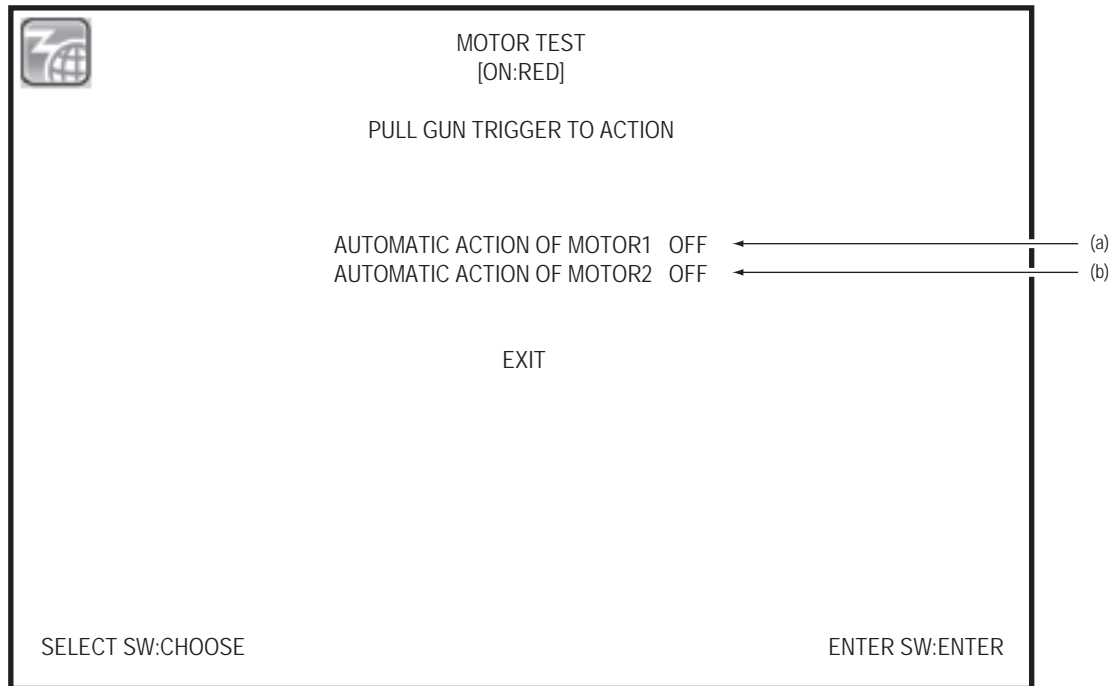 MOTOR TEST
[ON:RED]
PULL GUN TRIGGER TO ACTION
AUTOMATIC ACTION OF MOTOR1 OFF (a)
AUTOMATIC ACTION OF MOTOR2 OFF (b)
EXIT
SELECT SW:CHOOSE ENTER SW:ENTER